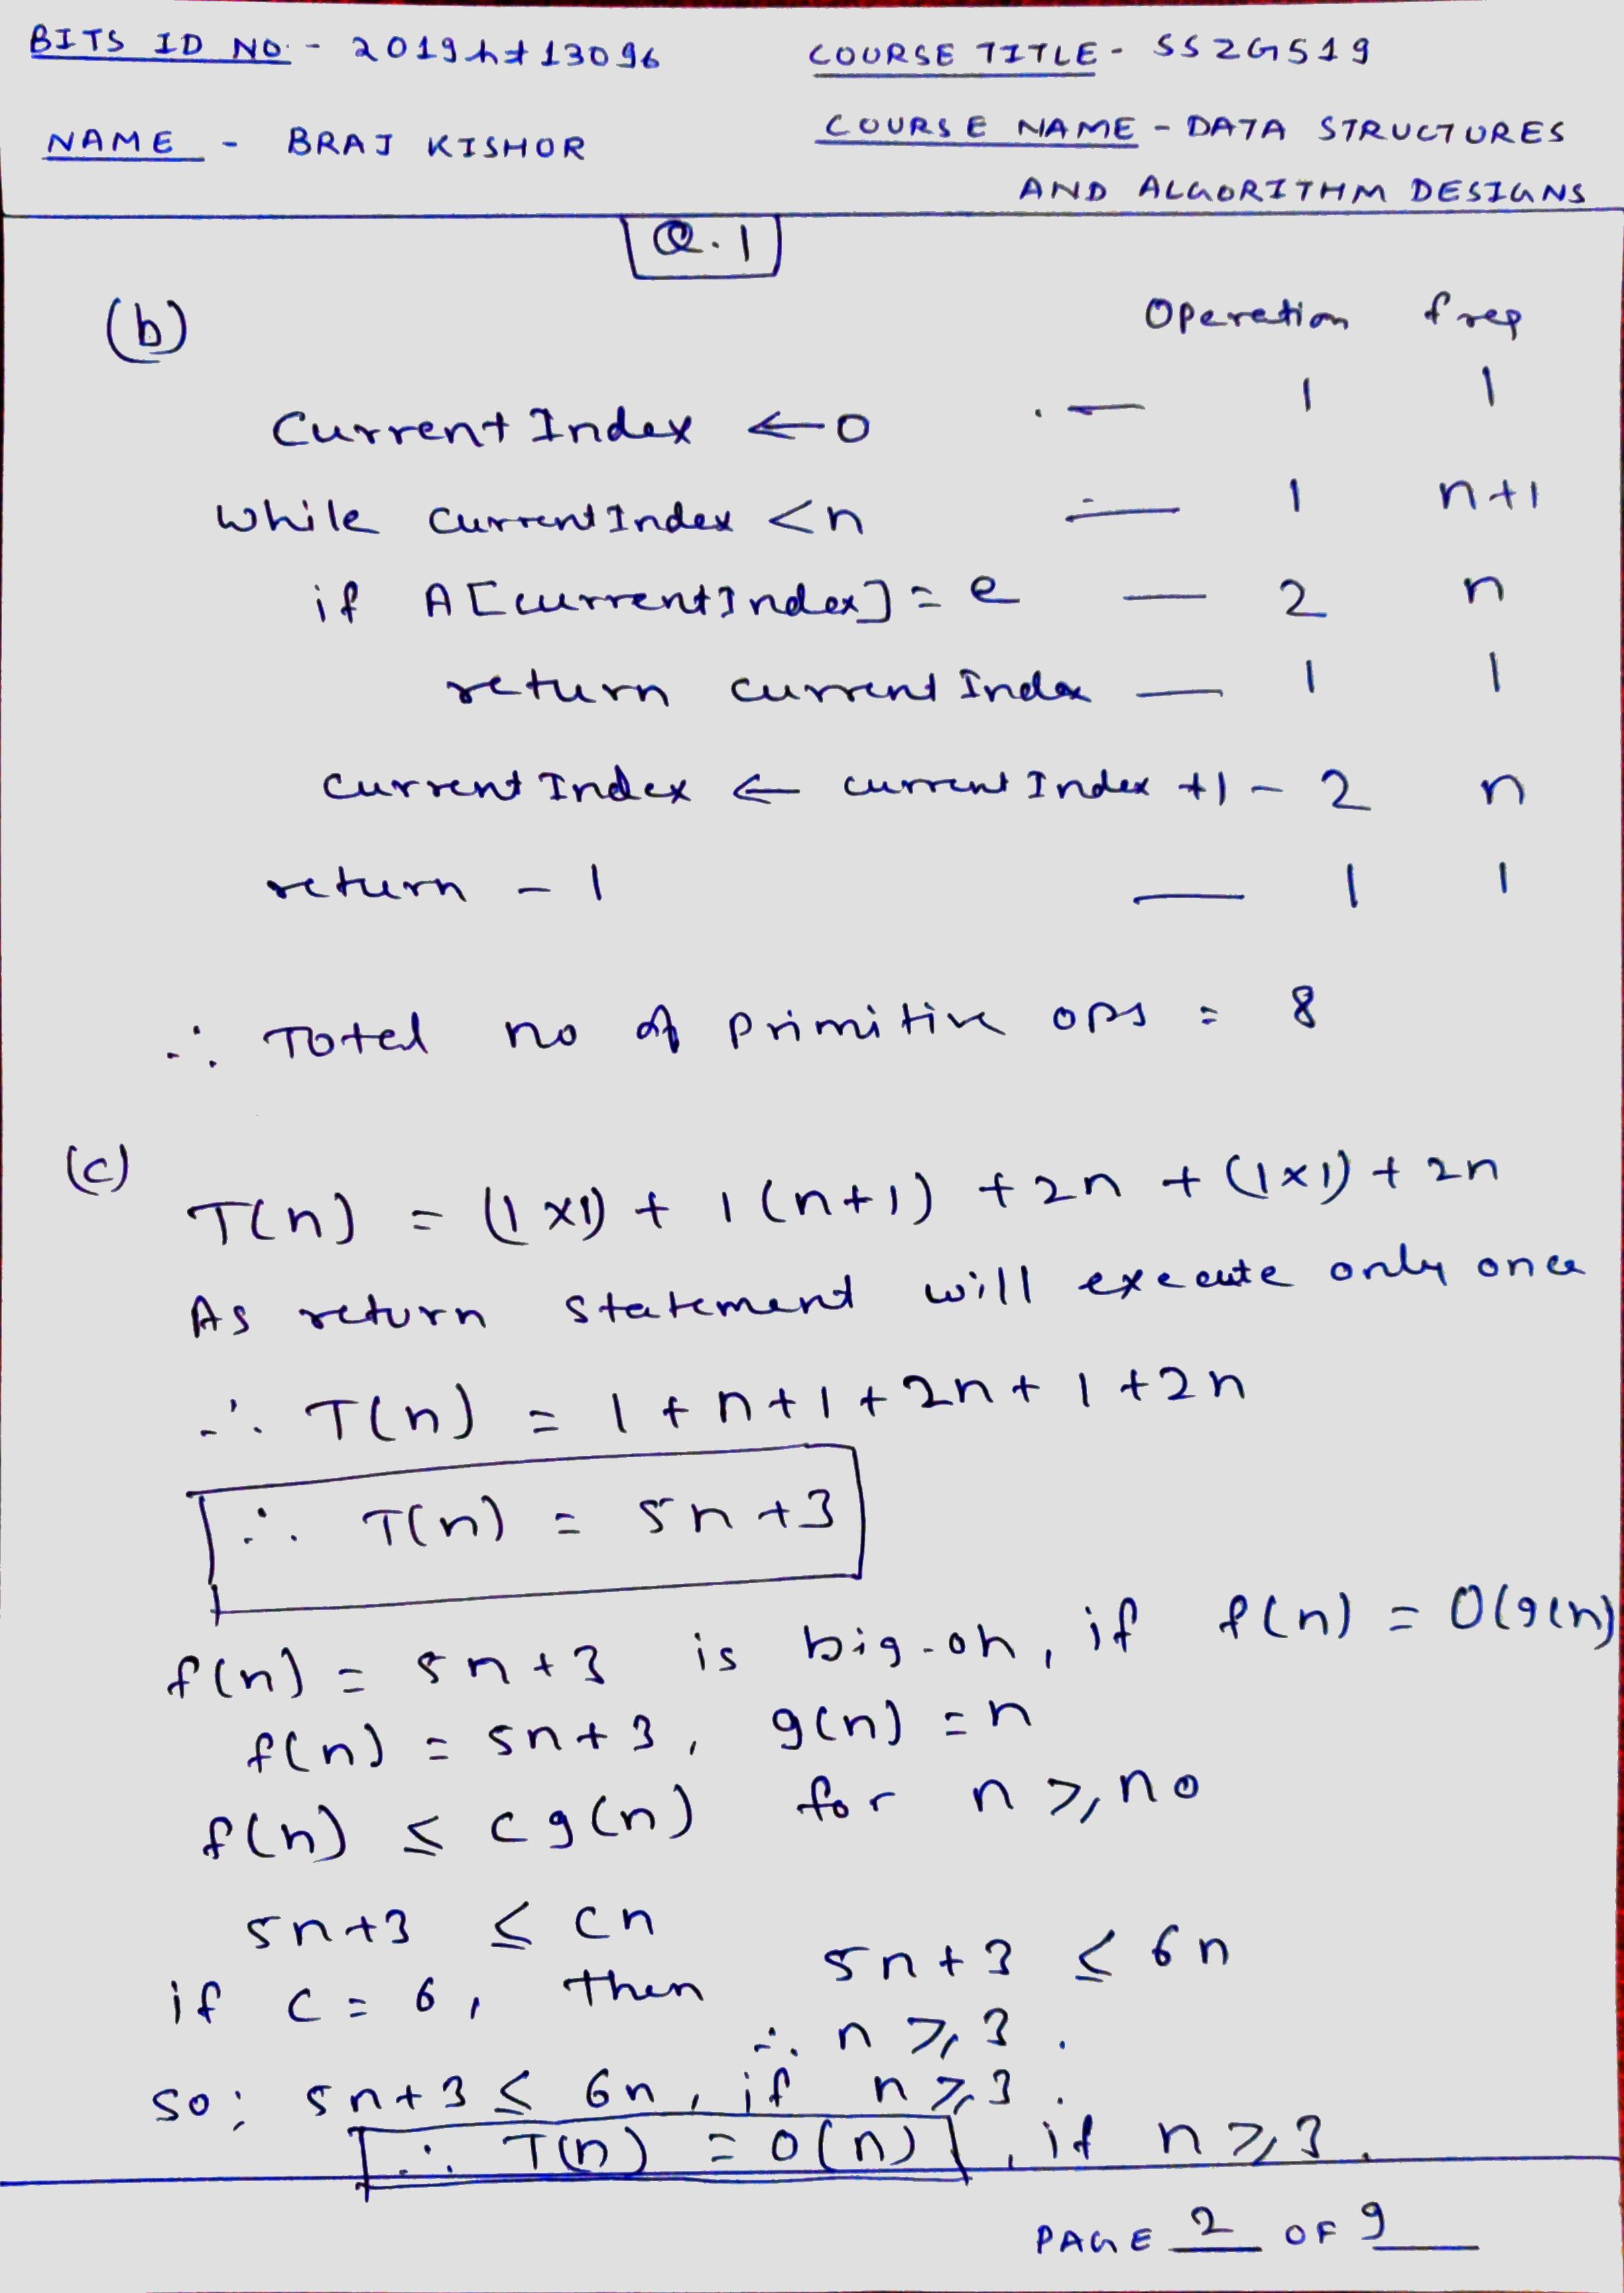 BITS ID NO. - 2019ht13096 COURSE TITLE - SSZG519
NAME - BRAJ KISHOR COURSE NAME - DATA STRUCTURES
AND ALGORITHM DESIGNS
Q.1
(b) Operation freq
CurrentIndex ← 0 — 1 1
While currentIndex < n — 1 n+1
if A[currentIndex] = e — 2 n
return current Index — 1 1
current Index ← current Index +1 - 2 n
return -1 — 1 1
∴ Total no of primitive ops = 8
(c)
T(n) = (1×1) + 1(n+1) + 2n + (1×1) + 2n
As return statement will execute only once
∴ T(n) = 1 + n+1 + 2n + 1 + 2n
∴ T(n) = 5n+3
f(n) = 5n+3 is big-oh, if f(n) = O(g(n)
f(n) = 5n+3, g(n) = n
f(n) ≤ cg(n) for n ≥ no
5n+3 ≤ cn
if c = 6, then 5n+3 ≤ 6n
∴ n ≥ 3.
so; 5n+3 ≤ 6n, if n ≥ 3.
∴ T(n) = O(n), if n ≥ 3.
PAGE 2 OF 9